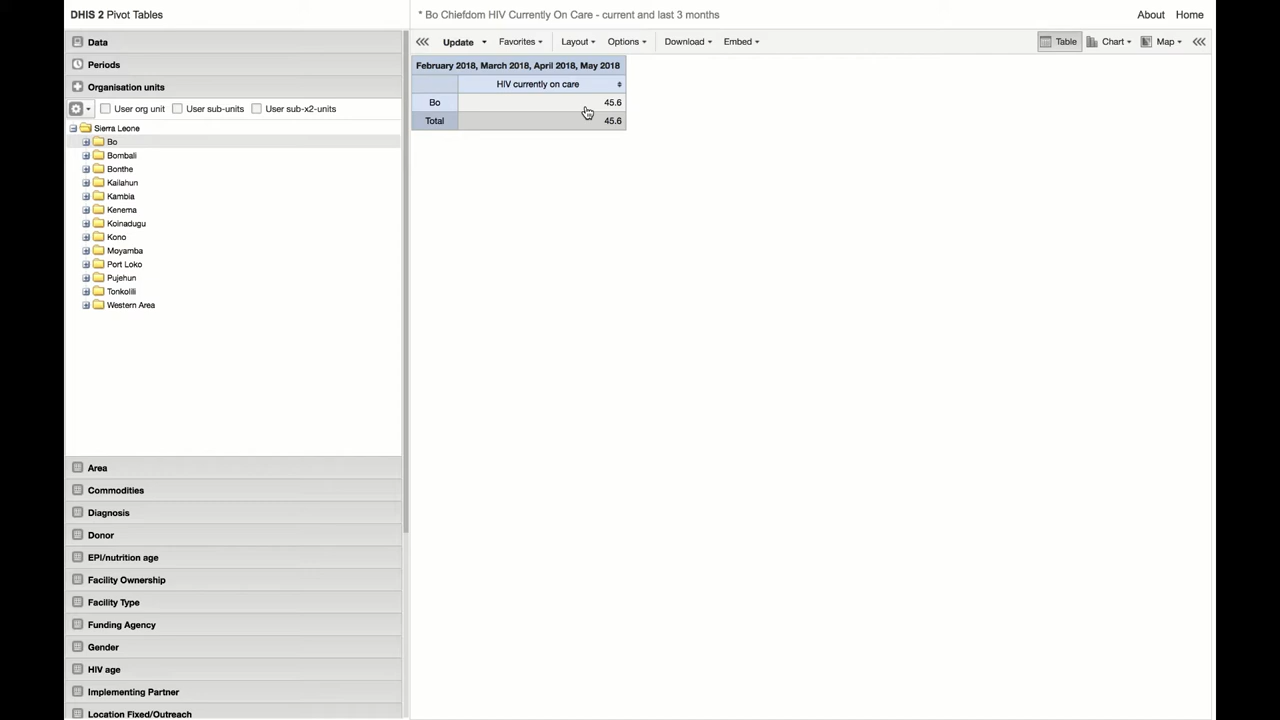 DHIS 2 Pivot Tables
* Bo Chiefdom HIV Currently On Care - current and last 3 months
About
Home
Data
Periods
Organisation units
User org unit
User sub-units
User sub-x2-units
Sierra Leone
Bo
Bombali
Bonthe
Kailahun
Kambia
Kenema
Koinadugu
Kono
Moyamba
Port Loko
Pujehun
Tonkolili
Western Area
Area
Commodities
Diagnosis
Donor
EPI/nutrition age
Facility Ownership
Facility Type
Funding Agency
Gender
HIV age
Implementing Partner
Location Fixed/Outreach
Update
Favorites
Layout
Options
Download
Embed
Table
Chart
Map
February 2018, March 2018, April 2018, May 2018
HIV currently on care
Bo 45.6
Total 45.6